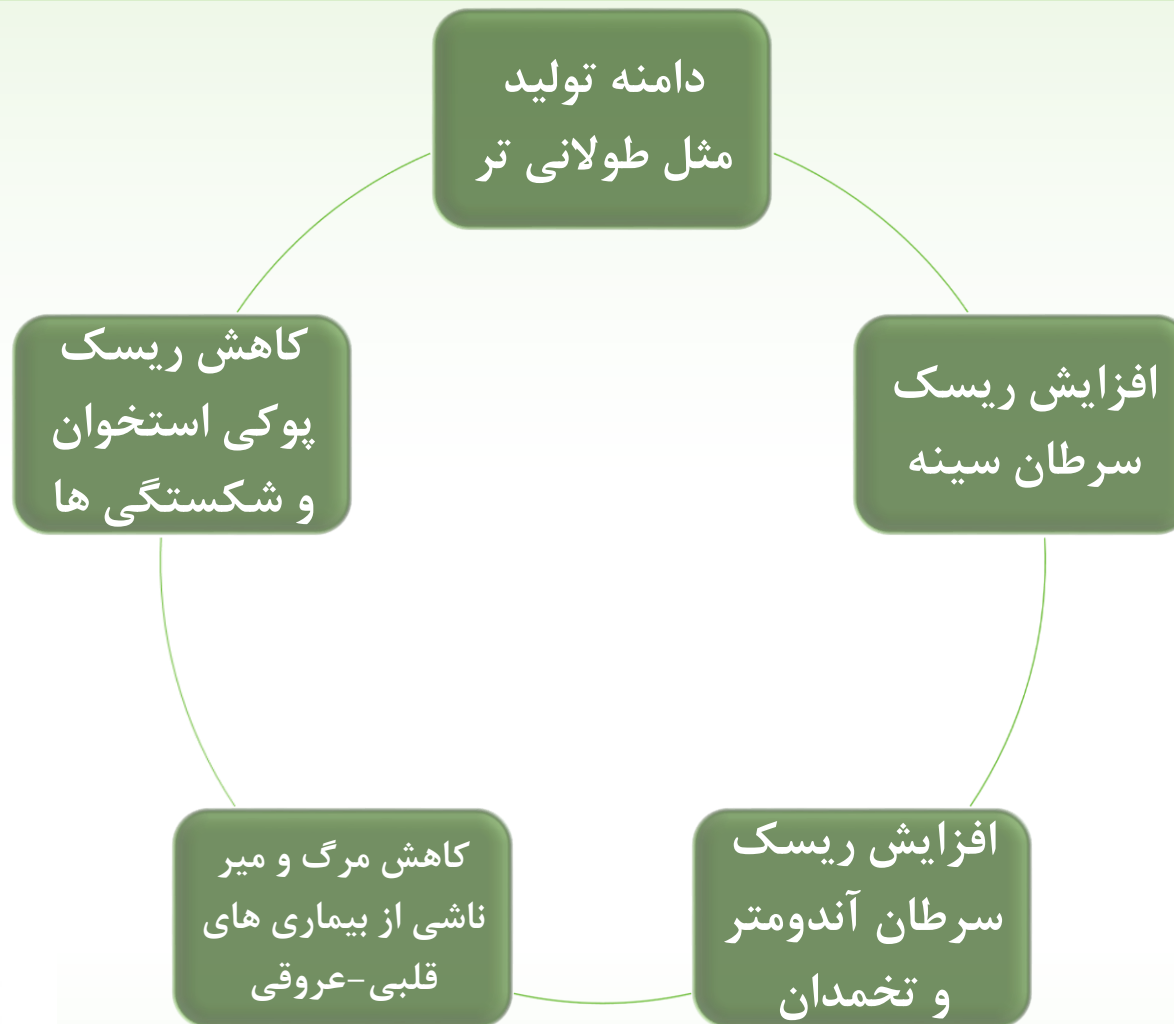 دامنه تولید
مثل طولانی تر
افزایش ریسک
سرطان سینه
افزایش ریسک
سرطان آندومتر
و تخمدان
کاهش مرگ و میر
ناشی از بیماری های
قلبی-عروقی
کاهش ریسک
پوکی استخوان
و شکستگی ها